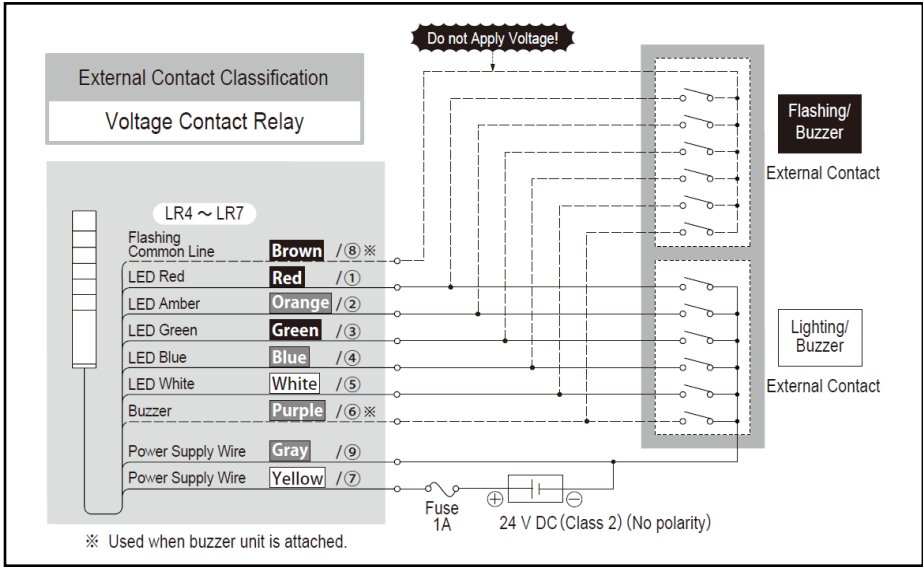 Do not Apply Voltage!
External Contact Classification
Voltage Contact Relay
Flashing/
Buzzer
External Contact
LR4 ～ LR7
Flashing
Common Line Brown /⑧ ※
LED Red Red /①
LED Amber Orange /②
LED Green Green /③
LED Blue Blue /④
LED White White /⑤
Buzzer Purple /⑥ ※
Power Supply Wire Gray /⑨
Power Supply Wire Yellow /⑦
Lighting/
Buzzer
External Contact
Fuse
1A
⊕ ⊖
24 V DC (Class 2) (No polarity)
※ Used when buzzer unit is attached.